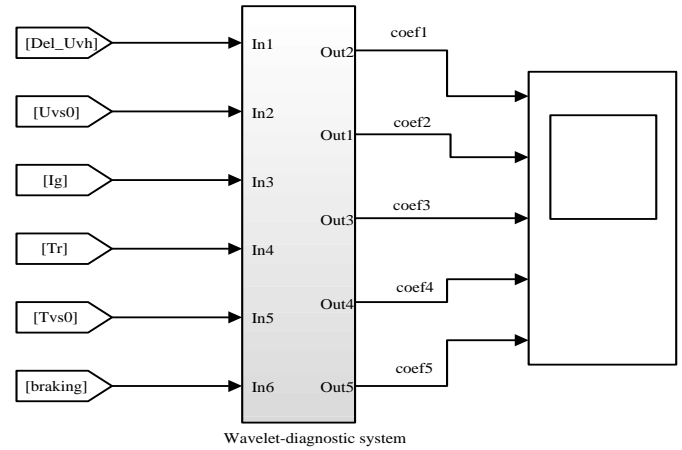 [Del_Uvh]
[Uvs0]
[Ig]
[Tr]
[Tvs0]
[braking]
In1
In2
In3
In4
In5
In6
Out2
Out1
Out3
Out4
Out5
coef1
coef2
coef3
coef4
coef5
Wavelet-diagnostic system